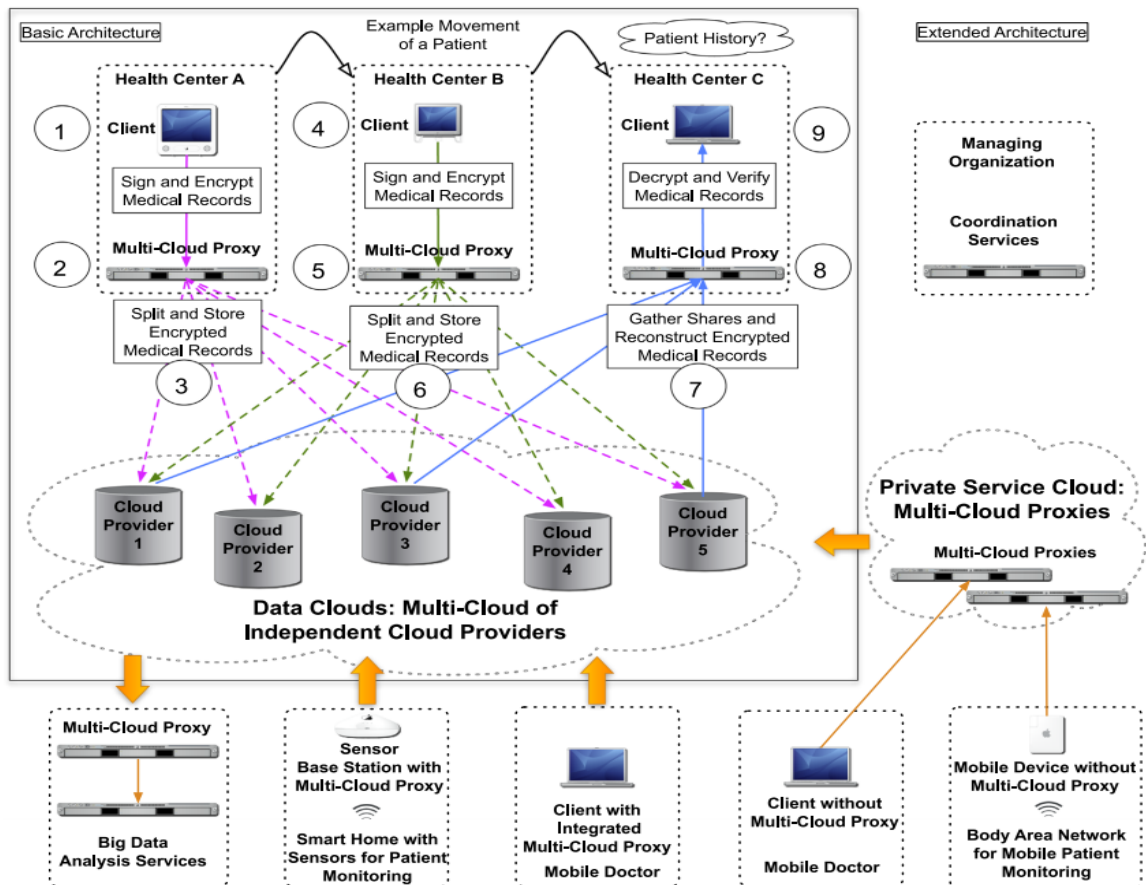 Basic Architecture
Example Movement
of a Patient
Patient History?
Extended Architecture
Health Center A
Health Center B
Health Center C
1
Client
4
Client
Client
9
Sign and Encrypt
Medical Records
Sign and Encrypt
Medical Records
Decrypt and Verify
Medical Records
Managing
Organization
Coordination
Services
2
Multi-Cloud Proxy
5
Multi-Cloud Proxy
Multi-Cloud Proxy
8
Split and Store
Encrypted
Medical Records
Split and Store
Encrypted
Medical Records
Gather Shares and
Reconstruct Encrypted
Medical Records
3
6
7
Cloud
Provider
1
Cloud
Provider
2
Cloud
Provider
3
Cloud
Provider
4
Cloud
Provider
5
Data Clouds: Multi-Cloud of
Independent Cloud Providers
Private Service Cloud:
Multi-Cloud Proxies
Multi-Cloud Proxies
Multi-Cloud Proxy
Big Data
Analysis Services
Sensor
Base Station with
Multi-Cloud Proxy
Smart Home with
Sensors for Patient
Monitoring
Client with
Integrated
Multi-Cloud Proxy
Mobile Doctor
Client without
Multi-Cloud Proxy
Mobile Doctor
Mobile Device without
Multi-Cloud Proxy
Body Area Network
for Mobile Patient
Monitoring